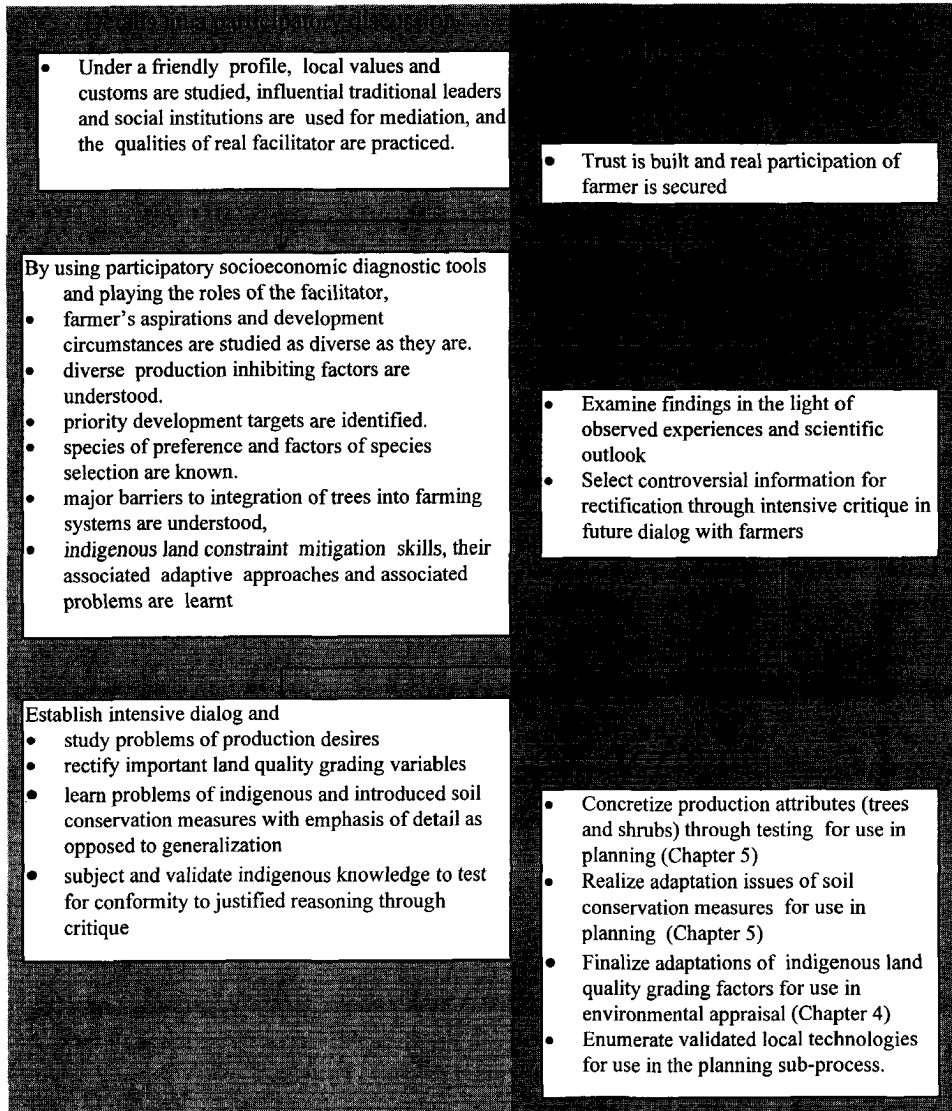 • Under a friendly profile, local values and
customs are studied, influential traditional leaders
and social institutions are used for mediation, and
the qualities of real facilitator are practiced.
• Trust is built and real participation of
farmer is secured
By using participatory socioeconomic diagnostic tools
and playing the roles of the facilitator,
• farmer's aspirations and development
circumstances are studied as diverse as they are.
• diverse production inhibiting factors are
understood.
• priority development targets are identified.
• species of preference and factors of species
selection are known.
• major barriers to integration of trees into farming
systems are understood,
• indigenous land constraint mitigation skills, their
associated adaptive approaches and associated
problems are learnt
• Examine findings in the light of
observed experiences and scientific
outlook
• Select controversial information for
rectification through intensive critique in
future dialog with farmers
Establish intensive dialog and
• study problems of production desires
• rectify important land quality grading variables
• learn problems of indigenous and introduced soil
conservation measures with emphasis of detail as
opposed to generalization
• subject and validate indigenous knowledge to test
for conformity to justified reasoning through
critique
• Concretize production attributes (trees
and shrubs) through testing for use in
planning (Chapter 5)
• Realize adaptation issues of soil
conservation measures for use in
planning (Chapter 5)
• Finalize adaptations of indigenous land
quality grading factors for use in
environmental appraisal (Chapter 4)
• Enumerate validated local technologies
for use in the planning sub-process.